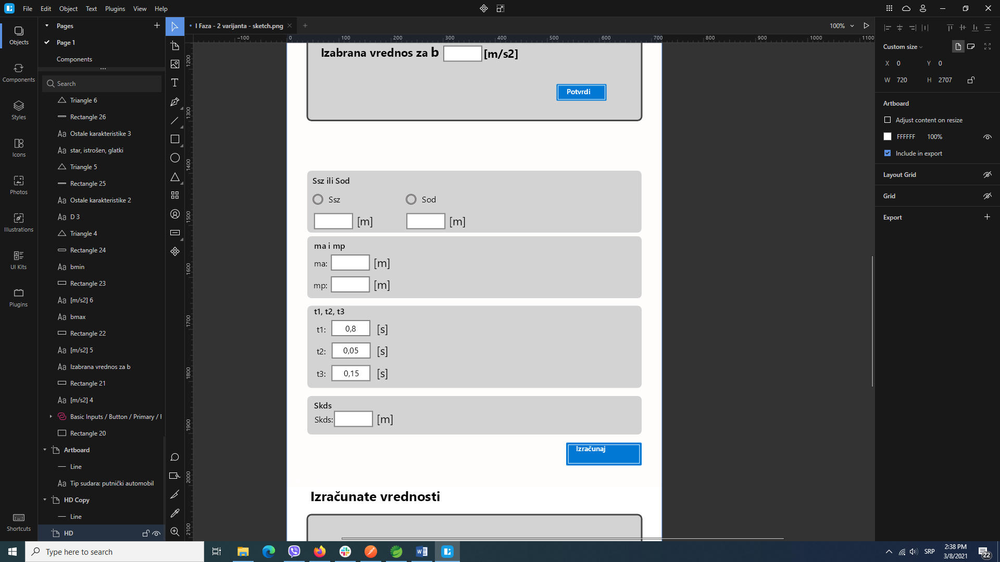 File Edit Object Text Plugins View Help
Objects
Components
Styles
Icons
Photos
Illustrations
UI Kits
Plugins
Shortcuts
Pages
Page 1
Components
Search
Triangle 6
Rectangle 26
Ostale karakteristike 3
star, istrošen, glatki
Triangle 5
Rectangle 25
Ostale karakteristike 2
D 3
Triangle 4
Rectangle 24
bmin
Rectangle 23
[m/s2] 6
bmax
Rectangle 22
[m/s2] 5
Izabrana vrednos za b
Rectangle 21
[m/s2] 4
Basic Inputs / Button / Primary /
Rectangle 20
Artboard
Line
Tip sudara: putnički automobil
HD Copy
Line
HD
I Faza - 2 varijanta - sketch.png
100%
-100 0 100 200 300 400 500 600 700 800 900 1000 1100
1200
1300
1400
1500
1600
1700
1800
1900
2000
2100
Izabrana vrednos za b [m/s2]
Potvrdi
Ssz ili Sod
Ssz Sod
[m] [m]
ma i mp
ma: [m]
mp: [m]
t1, t2, t3
t1: 0,8 [s]
t2: 0,05 [s]
t3: 0,15 [s]
Skds
Skds: [m]
Izračunaj
Izračunate vrednosti
Custom size
X 0 Y 0
W 720 H 2707
Artboard
Adjust content on resize
FFFFFF 100%
Include in export
Layout Grid
Grid
Export
Type here to search
SRP
2:38 PM
3/8/2021
22